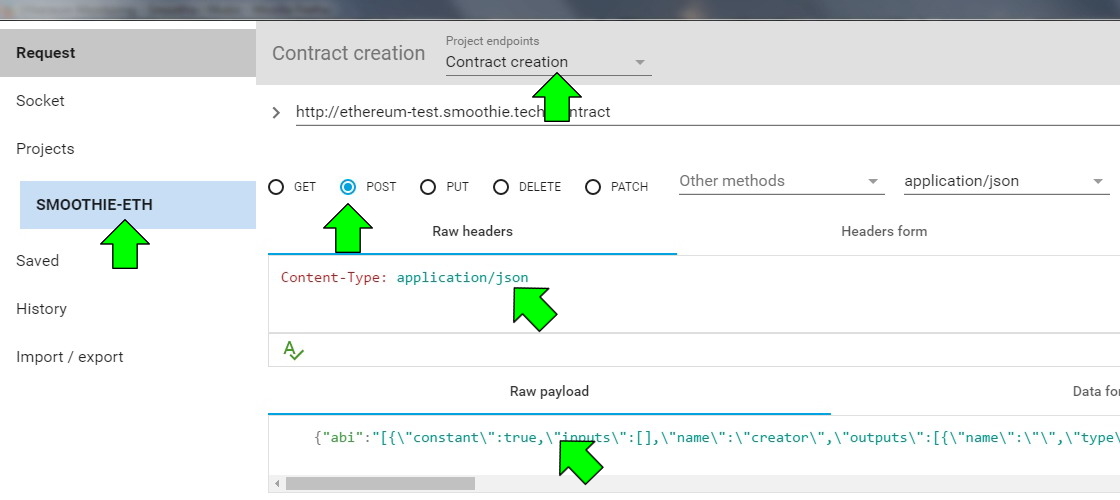 Request
Socket
Projects
SMOOTHIE-ETH
Saved
History
Import / export
Contract creation
Project endpoints
Contract creation
http://ethereum-test.smoothie.tech ntract
GET POST PUT DELETE PATCH Other methods application/json
Raw headers Headers form
Content-Type: application/json
Raw payload Data for
{"abi":"[{\"constant\":true,\"inputs\":[],\"name\":\"creator\",\"outputs\":[{\"name\":\"\",\"type\